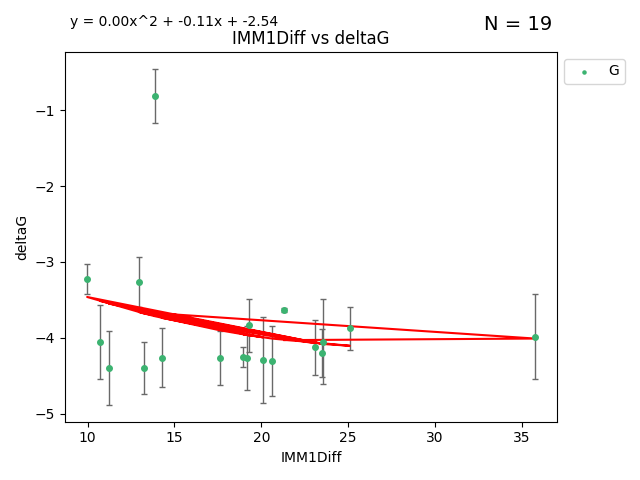 y = 0.00x^2 + -0.11x + -2.54
N = 19
IMM1Diff vs deltaG
G
deltaG
−1
−2
−3
−4
−5
10 15 20 25 30 35
IMM1Diff